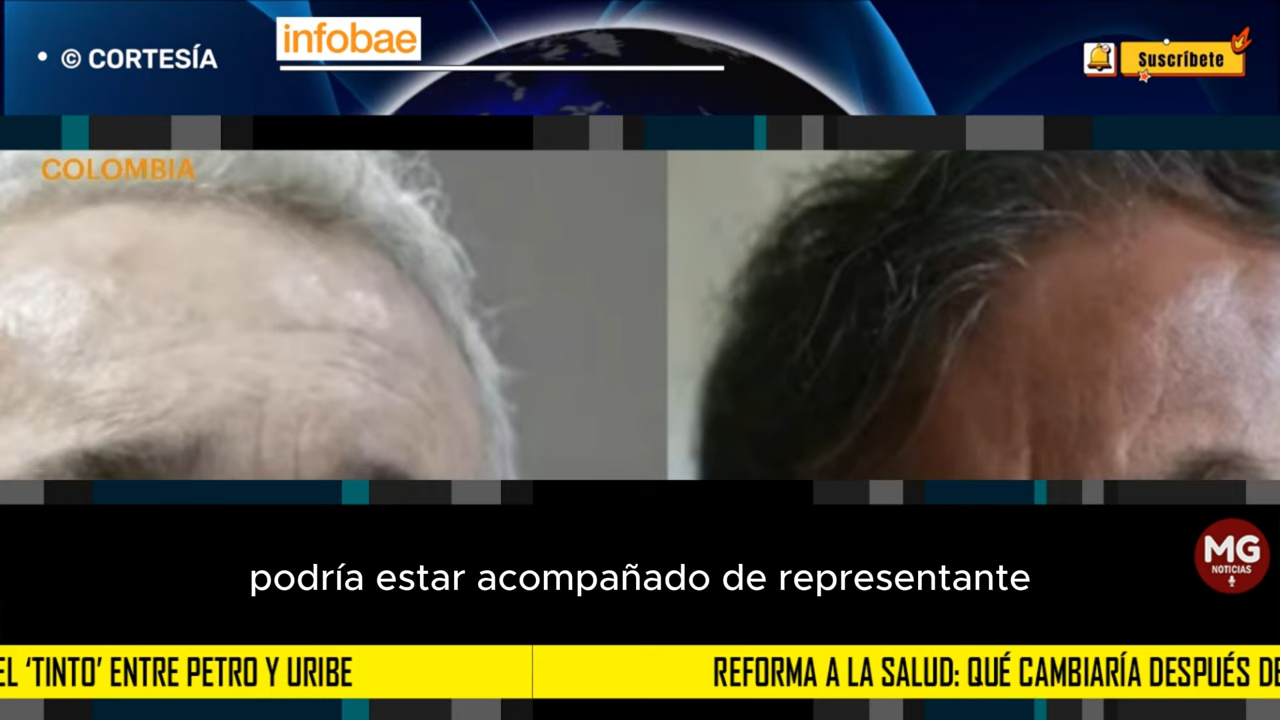 © CORTESÍA
infobae
Suscríbete
COLOMBIA
podría estar acompañado de representante
MG
NOTICIAS
EL ‘TINTO’ ENTRE PETRO Y URIBE
REFORMA A LA SALUD: QUÉ CAMBIARÍA DESPUÉS DE